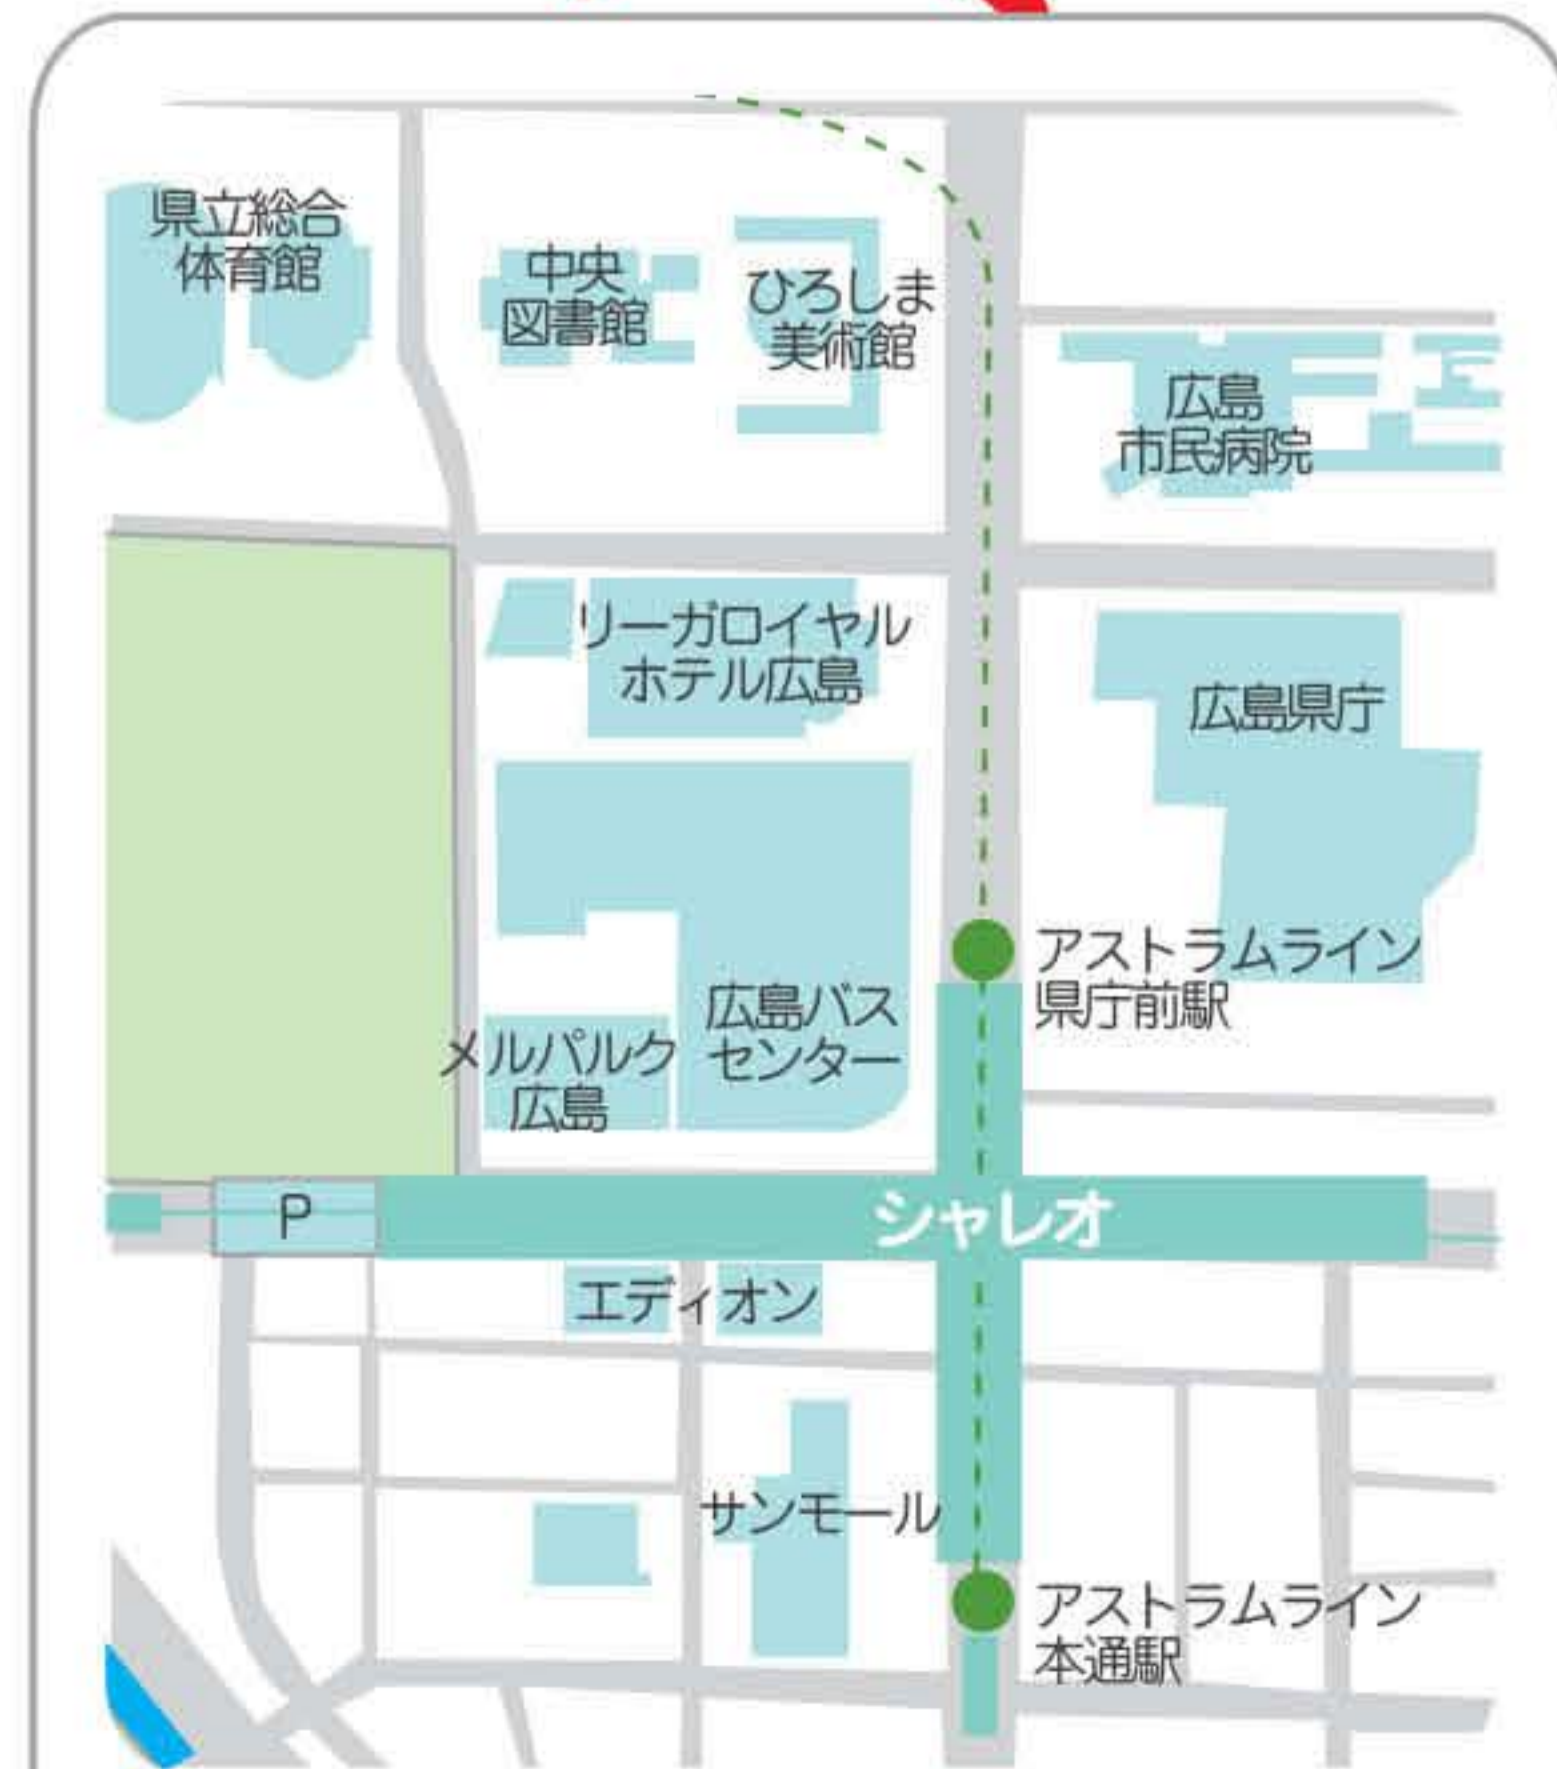 県立総合
体育館
中央
図書館
ひろしま
美術館
広島
市民病院
リーガロイヤル
ホテル広島
広島県庁
アストラムライン
県庁前駅
広島バス
センター
メルパルク
広島
P
シャレオ
エディオン
サンモール
アストラムライン
本通駅